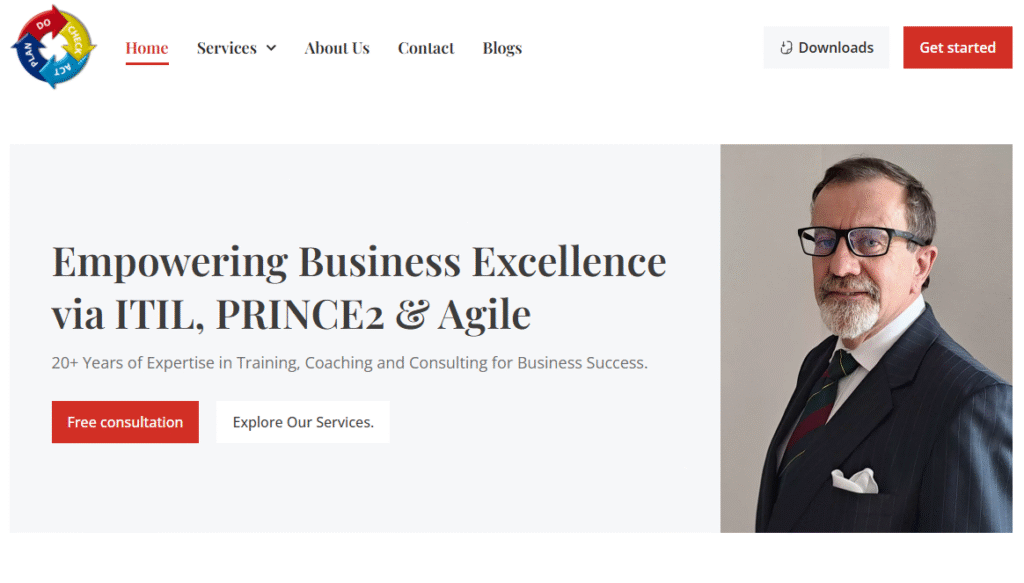 DO
CHECK
ACT
PLAN
Home
Services
About Us
Contact
Blogs
Downloads
Get started
Empowering Business Excellence
via ITIL, PRINCE2 & Agile
20+ Years of Expertise in Training, Coaching and Consulting for Business Success.
Free consultation
Explore Our Services.